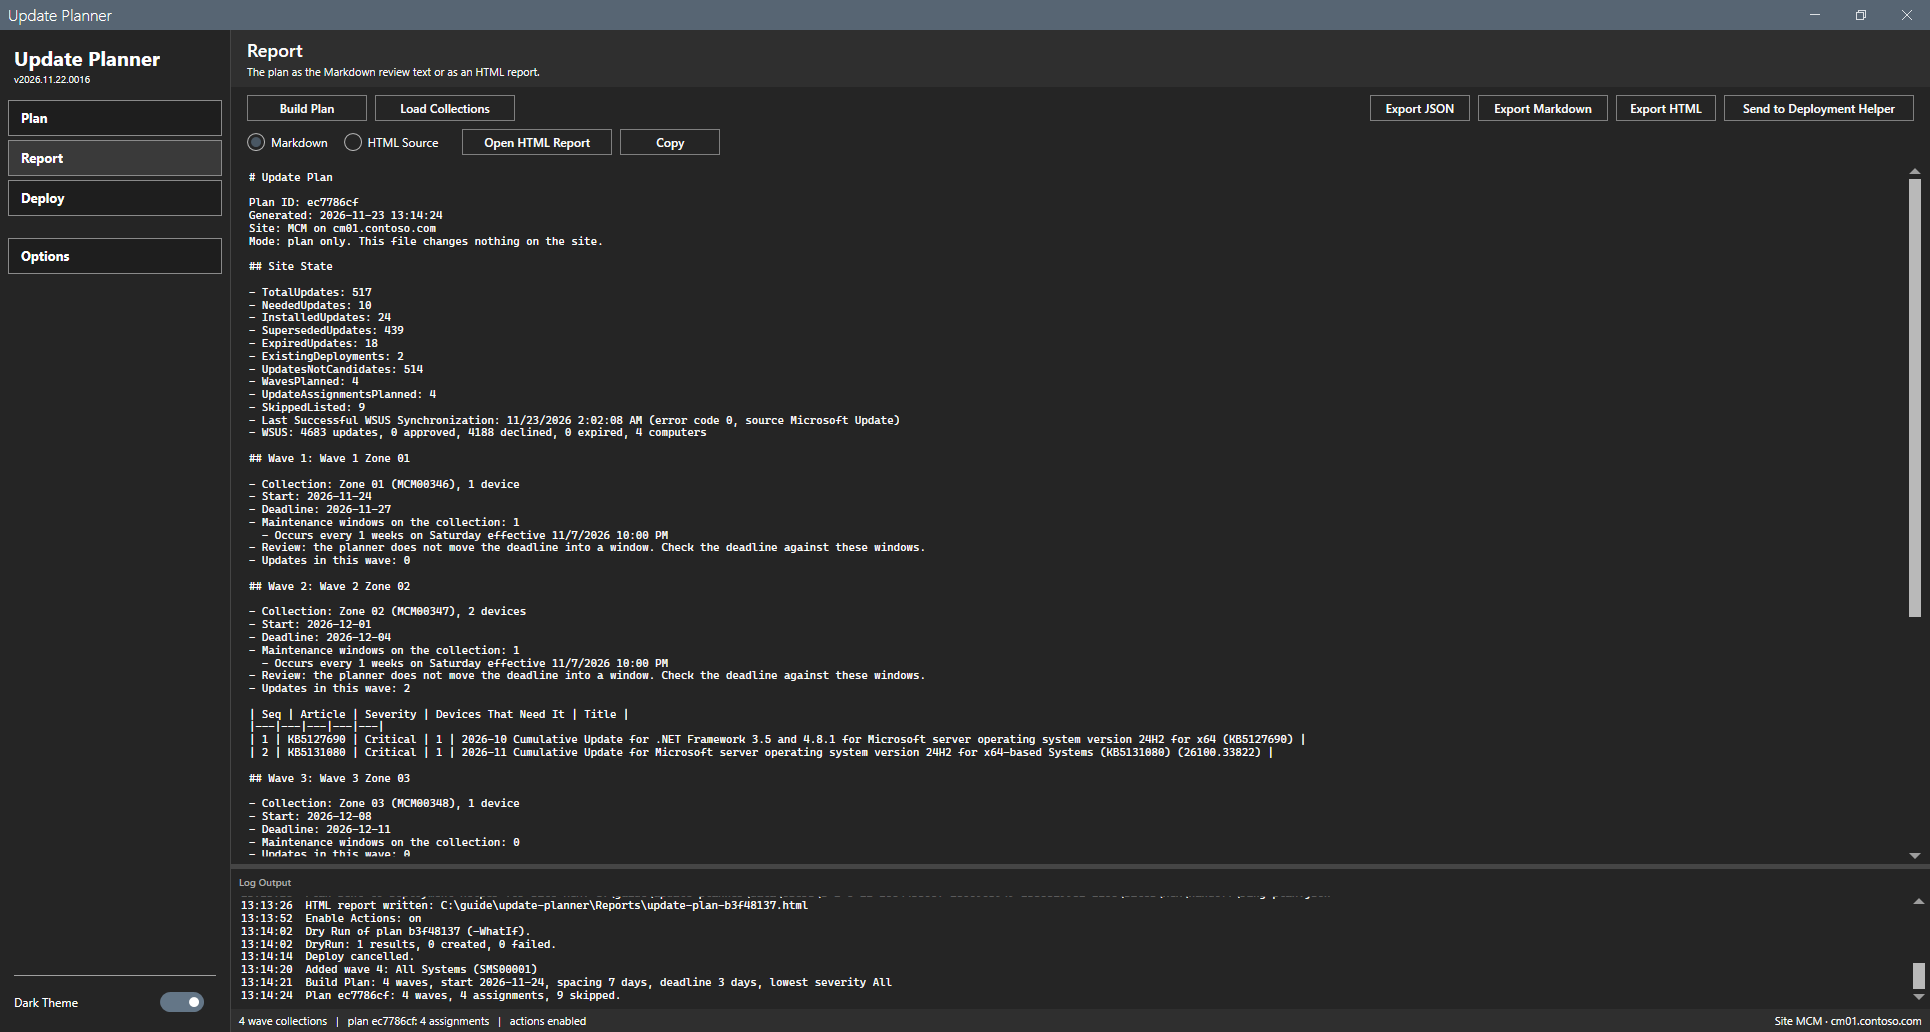 Update Planner
Update Planner
v2026.11.22.0016
Plan
Report
Deploy
Options
Dark Theme
Report
The plan as the Markdown review text or as an HTML report.
Build Plan
Load Collections
Export JSON
Export Markdown
Export HTML
Send to Deployment Helper
Markdown
HTML Source
Open HTML Report
Copy
# Update Plan
Plan ID: ec7786cf
Generated: 2026-11-23 13:14:24
Site: MCM on cm01.contoso.com
Mode: plan only. This file changes nothing on the site.
## Site State
- TotalUpdates: 517
- NeededUpdates: 10
- InstalledUpdates: 24
- SupersededUpdates: 439
- ExpiredUpdates: 18
- ExistingDeployments: 2
- UpdatesNotCandidates: 514
- WavesPlanned: 4
- UpdateAssignmentsPlanned: 4
- SkippedListed: 9
- Last Successful WSUS Synchronization: 11/23/2026 2:02:08 AM (error code 0, source Microsoft Update)
- WSUS: 4683 updates, 0 approved, 4188 declined, 0 expired, 4 computers
## Wave 1: Wave 1 Zone 01
- Collection: Zone 01 (MCM00346), 1 device
- Start: 2026-11-24
- Deadline: 2026-11-27
- Maintenance windows on the collection: 1
- Occurs every 1 weeks on Saturday effective 11/7/2026 10:00 PM
- Review: the planner does not move the deadline into a window. Check the deadline against these windows.
- Updates in this wave: 0
## Wave 2: Wave 2 Zone 02
- Collection: Zone 02 (MCM00347), 2 devices
- Start: 2026-12-01
- Deadline: 2026-12-04
- Maintenance windows on the collection: 1
- Occurs every 1 weeks on Saturday effective 11/7/2026 10:00 PM
- Review: the planner does not move the deadline into a window. Check the deadline against these windows.
- Updates in this wave: 2
| Seq | Article | Severity | Devices That Need It | Title |
|---|---|---|---|---|
| 1 | KB5127690 | Critical | 1 | 2026-10 Cumulative Update for .NET Framework 3.5 and 4.8.1 for Microsoft server operating system version 24H2 for x64 (KB5127690) |
| 2 | KB5131080 | Critical | 1 | 2026-11 Cumulative Update for Microsoft server operating system version 24H2 for x64-based Systems (KB5131080) (26100.33822) |
## Wave 3: Wave 3 Zone 03
- Collection: Zone 03 (MCM00348), 1 device
- Start: 2026-12-08
- Deadline: 2026-12-11
- Maintenance windows on the collection: 0
- Updates in this wave: 0
Log Output
13:13:26 HTML report written: C:\guide\update-planner\Reports\update-plan-b3f48137.html
13:13:52 Enable Actions: on
13:14:02 Dry Run of plan b3f48137 (-WhatIf).
13:14:02 DryRun: 1 results, 0 created, 0 failed.
13:14:14 Deploy cancelled.
13:14:20 Added wave 4: All Systems (SMS00001)
13:14:21 Build Plan: 4 waves, start 2026-11-24, spacing 7 days, deadline 3 days, lowest severity All
13:14:24 Plan ec7786cf: 4 waves, 4 assignments, 9 skipped.
4 wave collections | plan ec7786cf: 4 assignments | actions enabled
Site MCM · cm01.contoso.com